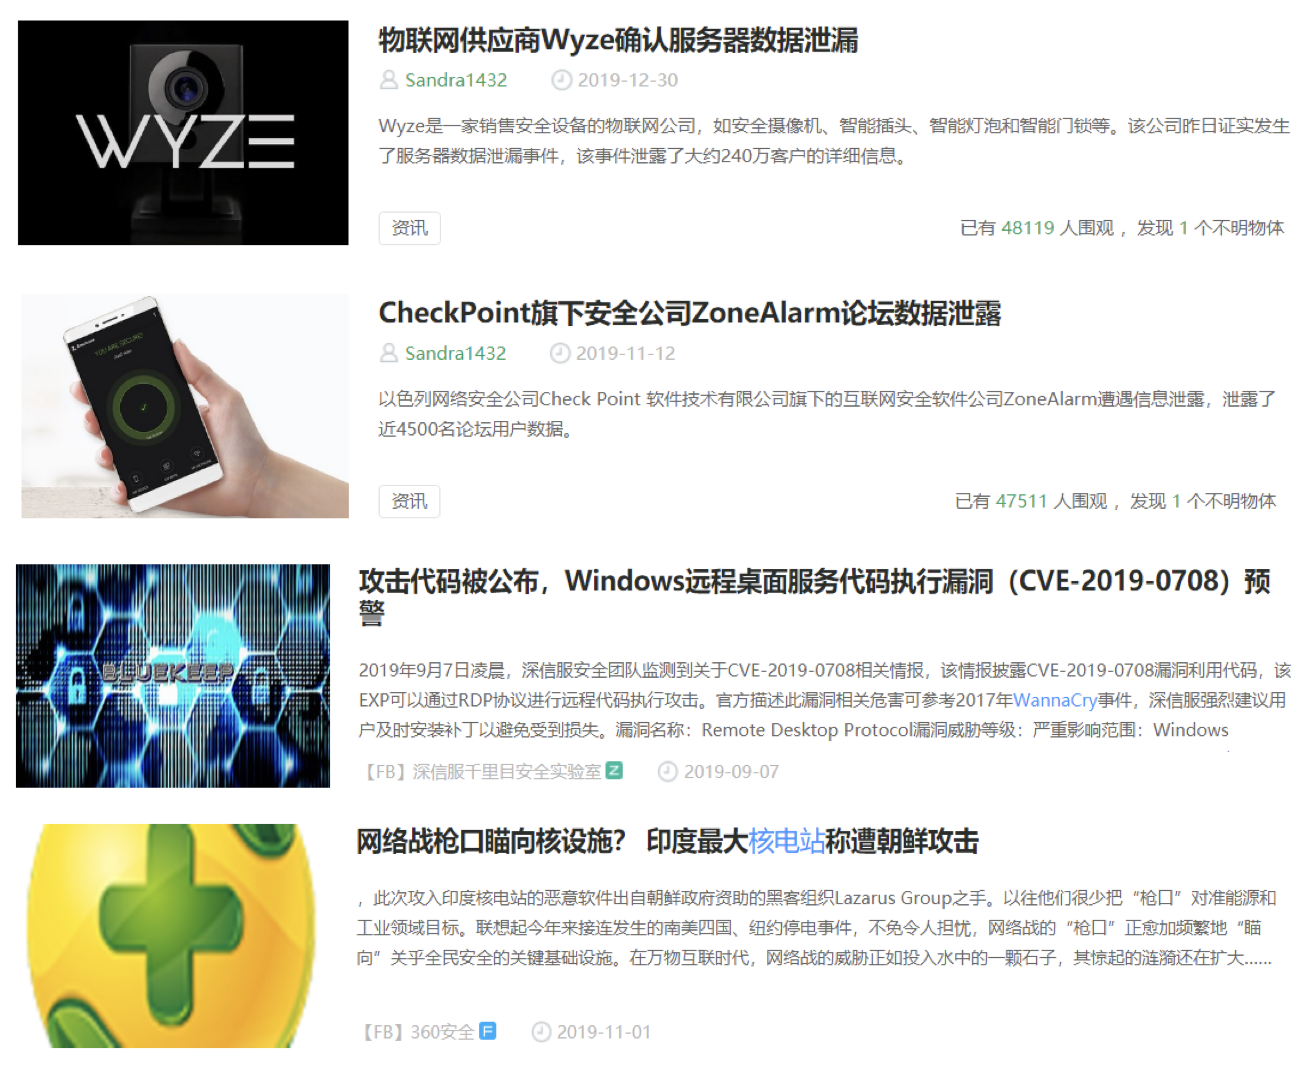 WYZE
物联网供应商Wyze确认服务器数据泄漏
Sandra1432 2019-12-30
Wyze是一家销售安全设备的物联网公司，如安全摄像机、智能插头、智能灯泡和智能门锁等。该公司昨日证实发生
了服务器数据泄漏事件，该事件泄露了大约240万客户的详细信息。
资讯 已有 48119 人围观 ，发现 1 个不明物体
YOU ARE SECURE!
CheckPoint旗下安全公司ZoneAlarm论坛数据泄露
Sandra1432 2019-11-12
以色列网络安全公司Check Point 软件技术有限公司旗下的互联网安全软件公司ZoneAlarm遭遇信息泄露，泄露了
近4500名论坛用户数据。
资讯 已有 47511 人围观 ，发现 1 个不明物体
BLUEKEEP
攻击代码被公布，Windows远程桌面服务代码执行漏洞（CVE-2019-0708）预
警
2019年9月7日凌晨，深信服安全团队监测到关于CVE-2019-0708相关情报，该情报披露CVE-2019-0708漏洞利用代码，该
EXP可以通过RDP协议进行远程代码执行攻击。官方描述此漏洞相关危害可参考2017年WannaCry事件，深信服强烈建议用
户及时安装补丁以避免受到损失。漏洞名称：Remote Desktop Protocol漏洞威胁等级：严重影响范围：Windows
【FB】深信服千里目安全实验室 Z 2019-09-07
网络战枪口瞄向核设施？ 印度最大核电站称遭朝鲜攻击
，此次攻入印度核电站的恶意软件出自朝鲜政府资助的黑客组织Lazarus Group之手。以往他们很少把“枪口”对准能源和
工业领域目标。联想起今年来接连发生的南美四国、纽约停电事件，不免令人担忧，网络战的“枪口”正愈加频繁地“瞄
向”关乎全民安全的关键基础设施。在万物互联时代，网络战的威胁正如投入水中的一颗石子，其惊起的涟漪还在扩大......
【FB】360安全 F 2019-11-01